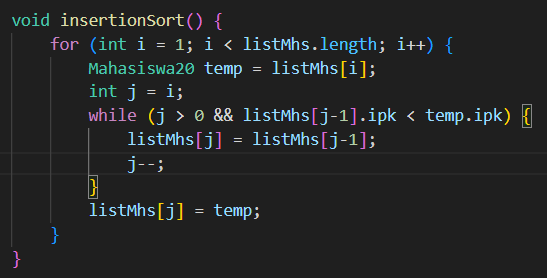 void insertionSort() {
    for (int i = 1; i < listMhs.length; i++) {
        Mahasiswa20 temp = listMhs[i];
        int j = i;
        while (j > 0 && listMhs[j-1].ipk < temp.ipk) {
            listMhs[j] = listMhs[j-1];
            j--;
        }
        listMhs[j] = temp;
    }
}